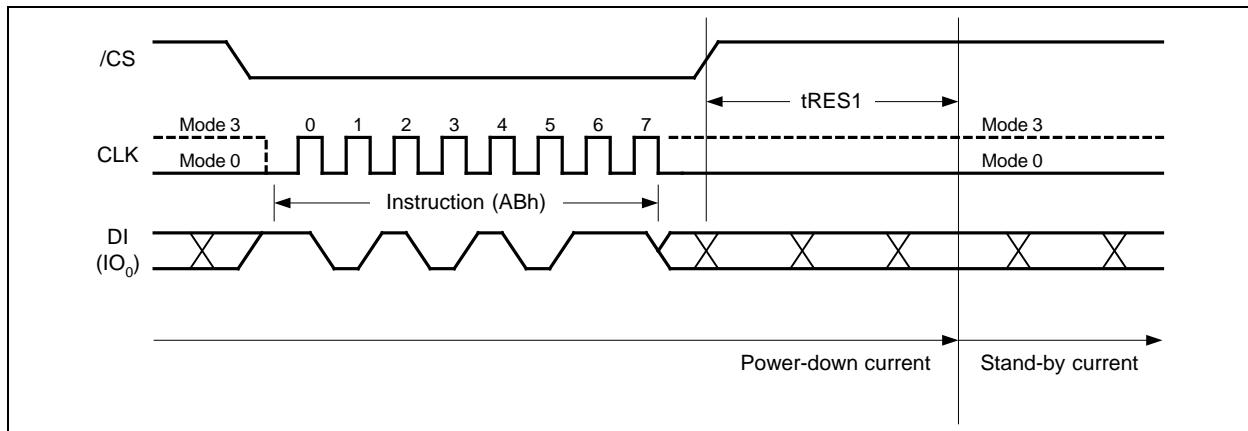 /CS
tRES1
Mode 3 0 1 2 3 4 5 6 7 Mode 3
CLK
Mode 0 Mode 0
Instruction (ABh)
DI
(IO0)
Power-down current Stand-by current